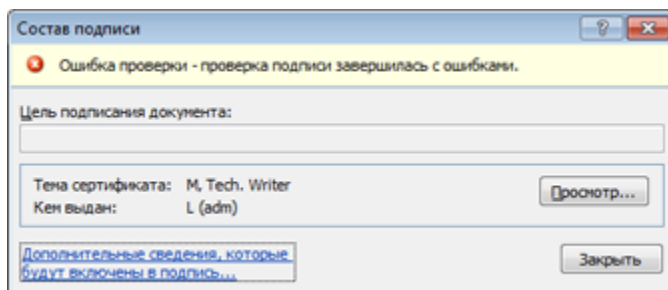 Состав подписи
Ошибка проверки - проверка подписи завершилась с ошибками.
Цель подписания документа:
Тема сертификата: M, Tech. Writer
Просмотр...
Кем выдан: L (adm)
Дополнительные сведения, которые
будут включены в подпись...
Закрыть